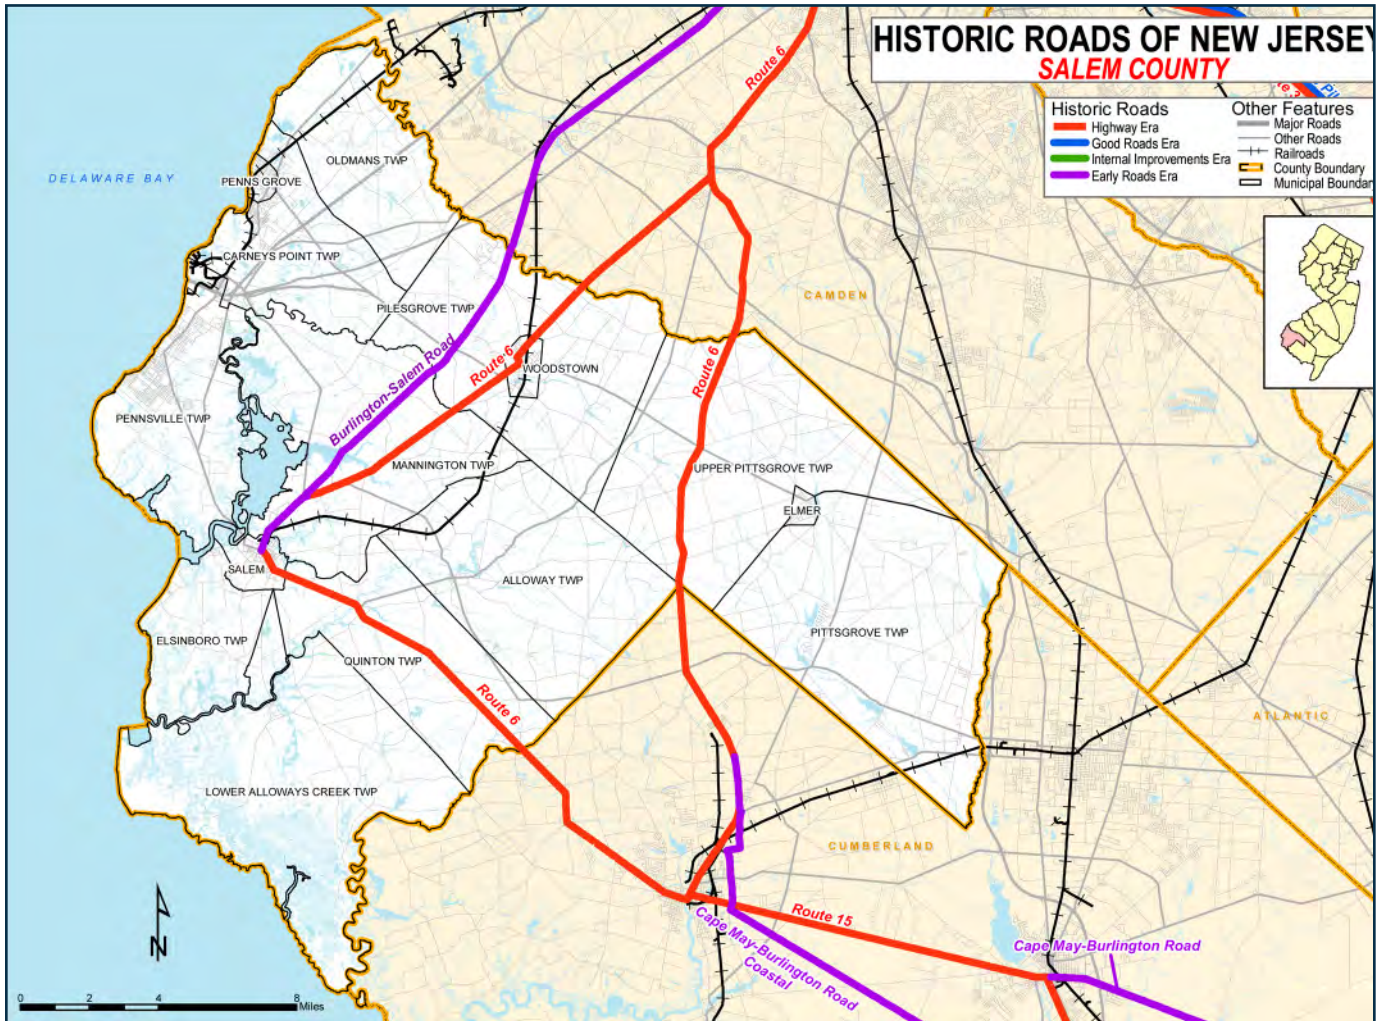 HISTORIC ROADS OF NEW JERSEY
SALEM COUNTY
Historic Roads
Highway Era
Good Roads Era
Internal Improvements Era
Early Roads Era
Other Features
Major Roads
Other Roads
Railroads
County Boundary
Municipal Boundar
Route 6
DELAWARE BAY
OLDMANS TWP
PENNS GROVE
CARNEYS POINT TWP
PILESGROVE TWP
CAMDEN
Burlington-Salem Road
Route 6
WOODSTOWN
Route 6
PENNSVILLE TWP
MANNINGTON TWP
UPPER PITTSGROVE TWP
ELMER
SALEM
ALLOWAY TWP
ELSINBORO TWP
QUINTON TWP
PITTSGROVE TWP
Route 6
ATLANTIC
LOWER ALLOWAYS CREEK TWP
CUMBERLAND
Route 15
Cape May-Burlington Road
Coastal
Cape May-Burlington Road
N
0 2 4 8
Miles